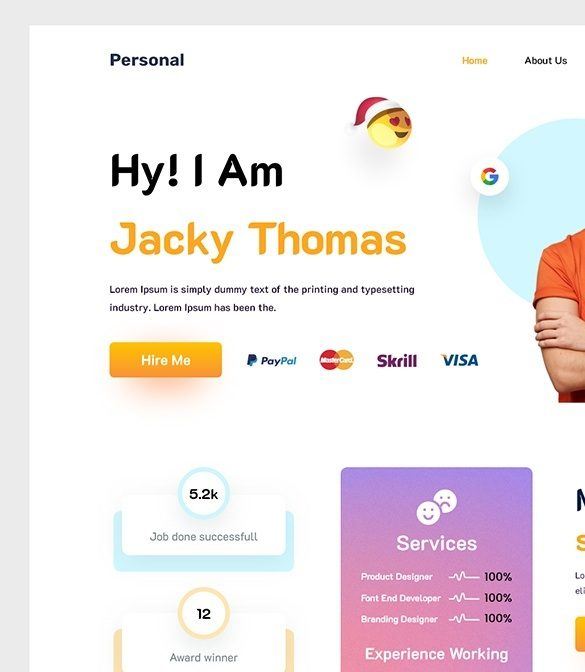 Personal
Home
About Us
Hy! I Am
Jacky Thomas
Lorem Ipsum is simply dummy text of the printing and typesetting
industry. Lorem Ipsum has been the.
Hire Me
PayPal
MasterCard
Skrill
VISA
5.2k
Job done successfull
12
Award winner
Services
Product Designer 100%
Font End Developer 100%
Branding Designer 100%
Experience Working